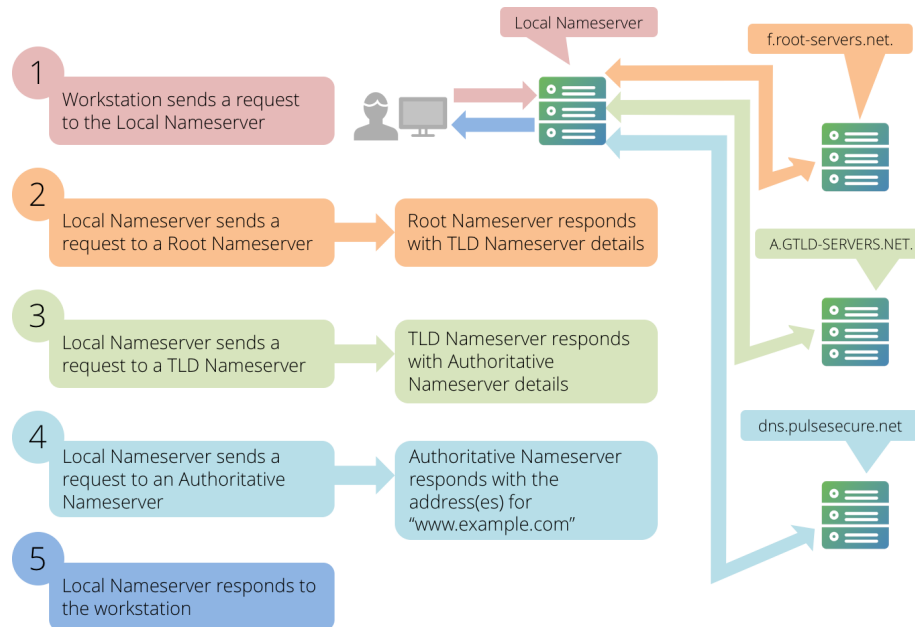 Local Nameserver
f.root-servers.net.
1
Workstation sends a request
to the Local Nameserver
2
Local Nameserver sends a
request to a Root Nameserver
Root Nameserver responds
with TLD Nameserver details
A.GTLD-SERVERS.NET.
3
Local Nameserver sends a
request to a TLD Nameserver
TLD Nameserver responds
with Authoritative
Nameserver details
dns.pulsesecure.net
4
Local Nameserver sends a
request to an Authoritative
Nameserver
Authoritative Nameserver
responds with the
address(es) for
“www.example.com”
5
Local Nameserver responds to
the workstation